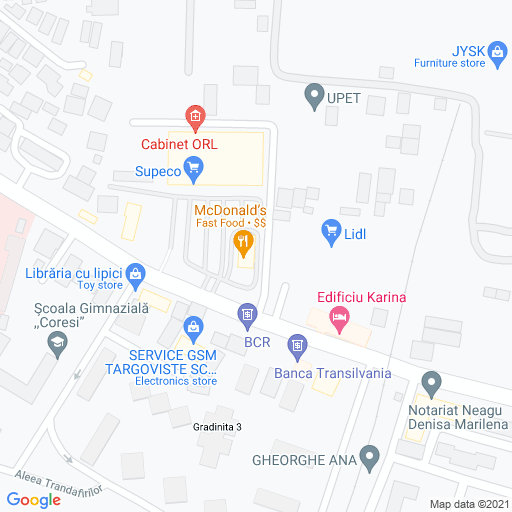 JYSK
Furniture store
UPET
Cabinet ORL
Supeco
McDonald's
Fast Food • $$
Lidl
Librăria cu lipici
Toy store
Edificiu Karina
Școala Gimnazială
„Coresi"
BCR
SERVICE GSM
TARGOVISTE SC...
Electronics store
Banca Transilvania
Notariat Neagu
Denisa Marilena
Gradinita 3
GHEORGHE ANA
Aleea Trandafirilor
Google
Map data ©2021